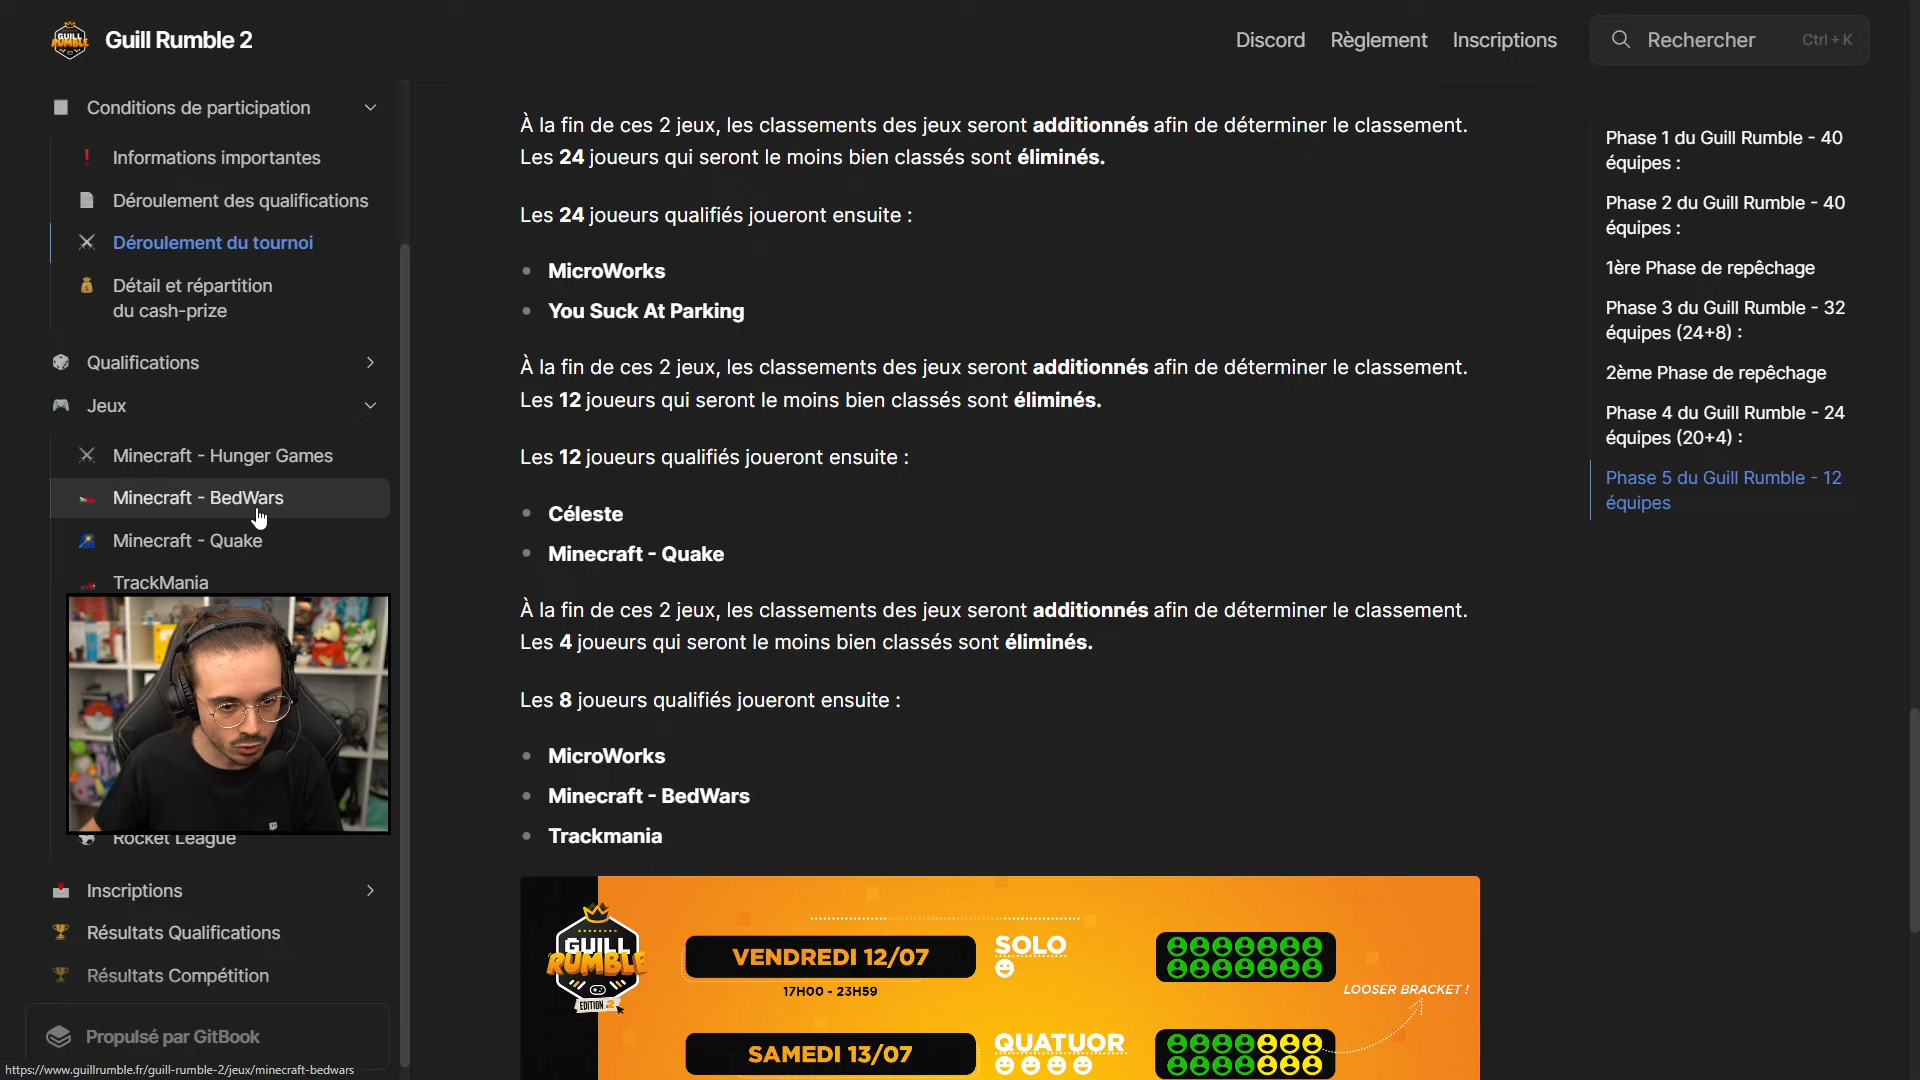 GUILL RUMBLE
Guill Rumble 2
Discord
Règlement
Inscriptions
Rechercher
Ctrl + K
Conditions de participation
Informations importantes
Déroulement des qualifications
Déroulement du tournoi
Détail et répartition
du cash-prize
Qualifications
Jeux
Minecraft - Hunger Games
Minecraft - BedWars
Minecraft - Quake
TrackMania
Rocket League
Inscriptions
Résultats Qualifications
Résultats Compétition
Propulsé par GitBook
https://www.guillrumble.fr/guill-rumble-2/jeux/minecraft-bedwars
À la fin de ces 2 jeux, les classements des jeux seront additionnés afin de déterminer le classement.
Les 24 joueurs qui seront le moins bien classés sont éliminés.
Les 24 joueurs qualifiés joueront ensuite :
MicroWorks
You Suck At Parking
À la fin de ces 2 jeux, les classements des jeux seront additionnés afin de déterminer le classement.
Les 12 joueurs qui seront le moins bien classés sont éliminés.
Les 12 joueurs qualifiés joueront ensuite :
Céleste
Minecraft - Quake
À la fin de ces 2 jeux, les classements des jeux seront additionnés afin de déterminer le classement.
Les 4 joueurs qui seront le moins bien classés sont éliminés.
Les 8 joueurs qualifiés joueront ensuite :
MicroWorks
Minecraft - BedWars
Trackmania
GUILL
RUMBLE
EDITION 2
VENDREDI 12/07
17H00 - 23H59
SOLO
LOOSER BRACKET !
SAMEDI 13/07
QUATUOR
Phase 1 du Guill Rumble - 40
équipes :
Phase 2 du Guill Rumble - 40
équipes :
1ère Phase de repêchage
Phase 3 du Guill Rumble - 32
équipes (24+8) :
2ème Phase de repêchage
Phase 4 du Guill Rumble - 24
équipes (20+4) :
Phase 5 du Guill Rumble - 12
équipes